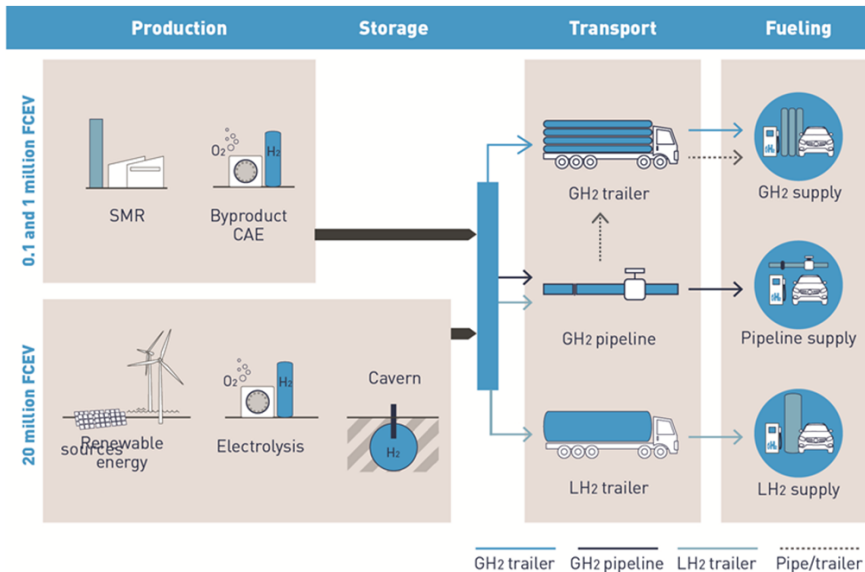 Production Storage Transport Fueling
0.1 and 1 million FCEV
SMR
O2
H2
Byproduct
CAE
GH2 trailer
GH2 supply
GH2 pipeline
Pipeline supply
20 million FCEV
sources
Renewable
energy
O2
H2
Electrolysis
Cavern
H2
LH2 trailer
LH2 supply
GH2 trailer GH2 pipeline LH2 trailer Pipe/trailer